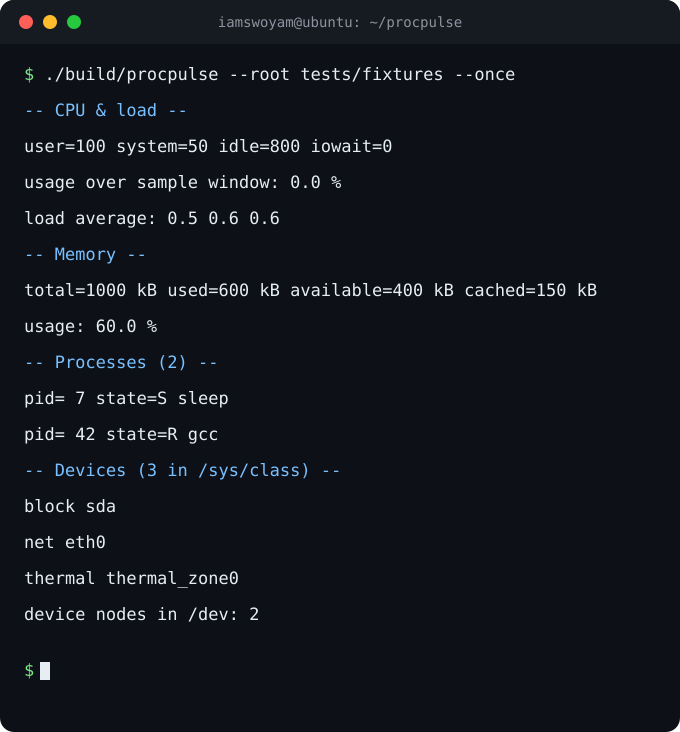 iamswoyam@ubuntu: ~/procpulse
$ ./build/procpulse --root tests/fixtures --once
-- CPU & load --
user=100 system=50 idle=800 iowait=0
usage over sample window: 0.0 %
load average: 0.5 0.6 0.6
-- Memory --
total=1000 kB used=600 kB available=400 kB cached=150 kB
usage: 60.0 %
-- Processes (2) --
pid= 7 state=S sleep
pid= 42 state=R gcc
-- Devices (3 in /sys/class) --
block sda
net eth0
thermal thermal_zone0
device nodes in /dev: 2
$